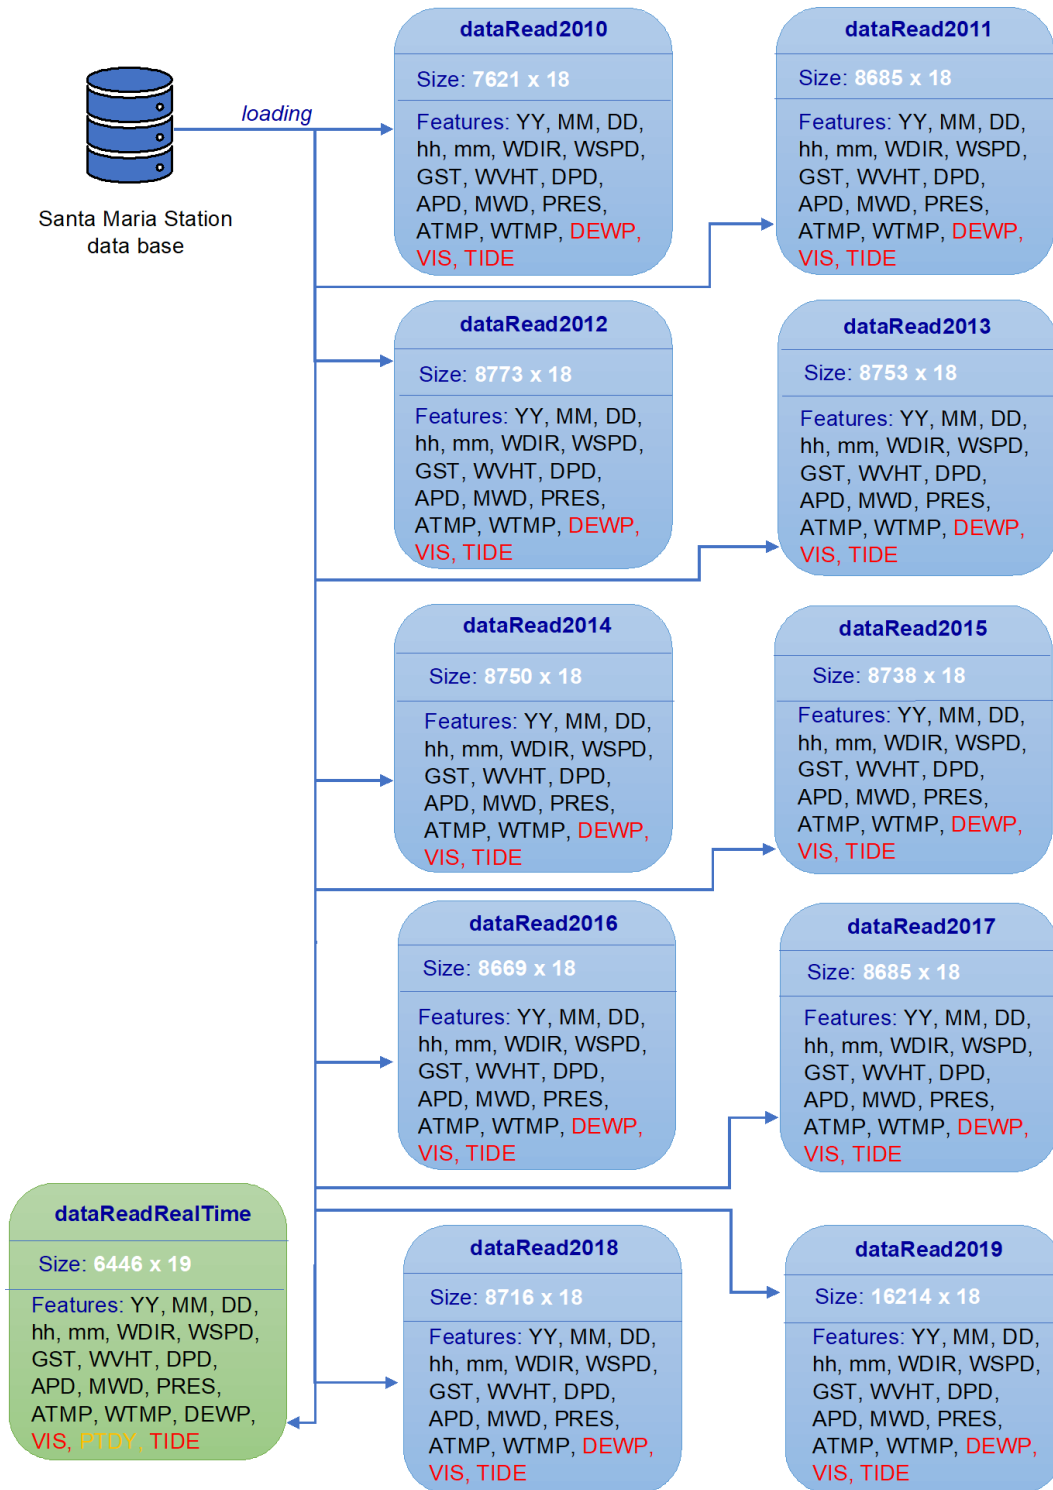 loading
Santa Maria Station
data base
dataRead2010
Size: 7621 x 18
Features: YY, MM, DD,
hh, mm, WDIR, WSPD,
GST, WVHT, DPD,
APD, MWD, PRES,
ATMP, WTMP, DEWP,
VIS, TIDE
dataRead2011
Size: 8685 x 18
Features: YY, MM, DD,
hh, mm, WDIR, WSPD,
GST, WVHT, DPD,
APD, MWD, PRES,
ATMP, WTMP, DEWP,
VIS, TIDE
dataRead2012
Size: 8773 x 18
Features: YY, MM, DD,
hh, mm, WDIR, WSPD,
GST, WVHT, DPD,
APD, MWD, PRES,
ATMP, WTMP, DEWP,
VIS, TIDE
dataRead2013
Size: 8753 x 18
Features: YY, MM, DD,
hh, mm, WDIR, WSPD,
GST, WVHT, DPD,
APD, MWD, PRES,
ATMP, WTMP, DEWP,
VIS, TIDE
dataRead2014
Size: 8750 x 18
Features: YY, MM, DD,
hh, mm, WDIR, WSPD,
GST, WVHT, DPD,
APD, MWD, PRES,
ATMP, WTMP, DEWP,
VIS, TIDE
dataRead2015
Size: 8738 x 18
Features: YY, MM, DD,
hh, mm, WDIR, WSPD,
GST, WVHT, DPD,
APD, MWD, PRES,
ATMP, WTMP, DEWP,
VIS, TIDE
dataRead2016
Size: 8669 x 18
Features: YY, MM, DD,
hh, mm, WDIR, WSPD,
GST, WVHT, DPD,
APD, MWD, PRES,
ATMP, WTMP, DEWP,
VIS, TIDE
dataRead2017
Size: 8685 x 18
Features: YY, MM, DD,
hh, mm, WDIR, WSPD,
GST, WVHT, DPD,
APD, MWD, PRES,
ATMP, WTMP, DEWP,
VIS, TIDE
dataReadRealTime
Size: 6446 x 19
Features: YY, MM, DD,
hh, mm, WDIR, WSPD,
GST, WVHT, DPD,
APD, MWD, PRES,
ATMP, WTMP, DEWP,
VIS, PTDY, TIDE
dataRead2018
Size: 8716 x 18
Features: YY, MM, DD,
hh, mm, WDIR, WSPD,
GST, WVHT, DPD,
APD, MWD, PRES,
ATMP, WTMP, DEWP,
VIS, TIDE
dataRead2019
Size: 16214 x 18
Features: YY, MM, DD,
hh, mm, WDIR, WSPD,
GST, WVHT, DPD,
APD, MWD, PRES,
ATMP, WTMP, DEWP,
VIS, TIDE